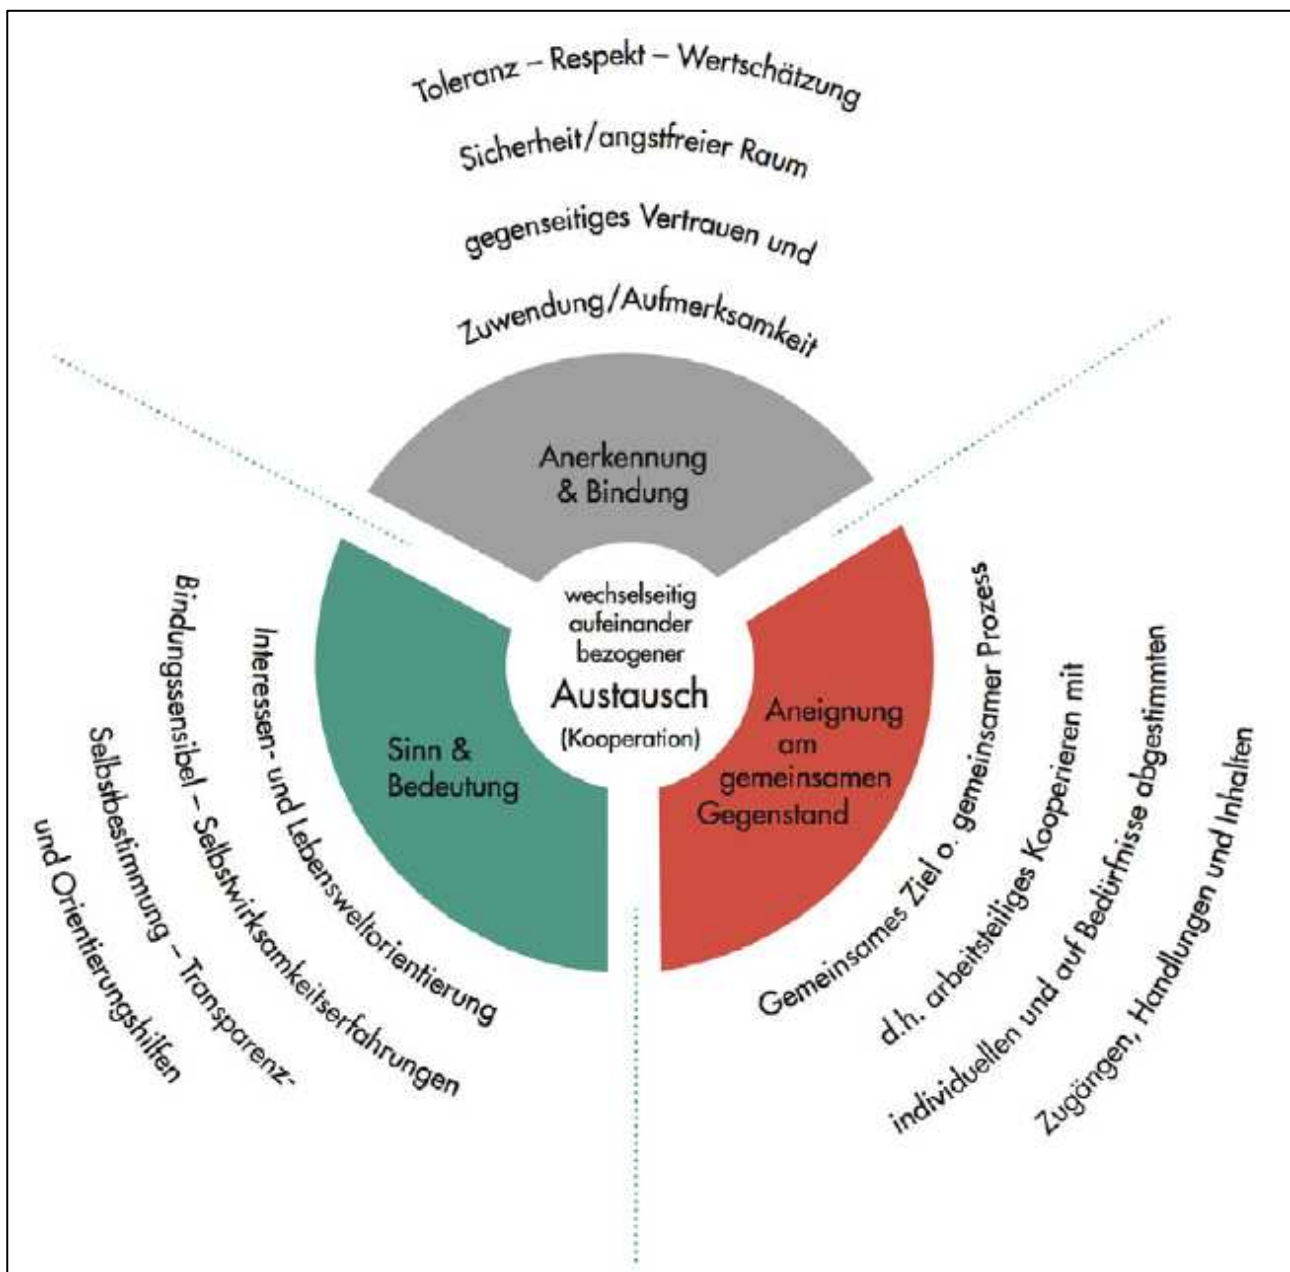 Toleranz – Respekt – Wertschätzung
Sicherheit/angstfreier Raum
gegenseitiges Vertrauen und
Zuwendung/Aufmerksamkeit
Anerkennung
& Bindung
wechselseitig
aufeinander
bezogener
Austausch
(Kooperation)
Sinn &
Bedeutung
Interessen- und Lebensweltorientierung
Bindungssensibel – Selbstwirksamkeitserfahrungen
Selbstbestimmung – Transparenz-
und Orientierungshilfen
Aneignung
am
gemeinsamen
Gegenstand
Gemeinsames Ziel o. gemeinsamer Prozess
d.h. arbeitsteiliges Kooperieren mit
individuellen und auf Bedürfnisse abgestimmten
Zugängen, Handlungen und Inhalten